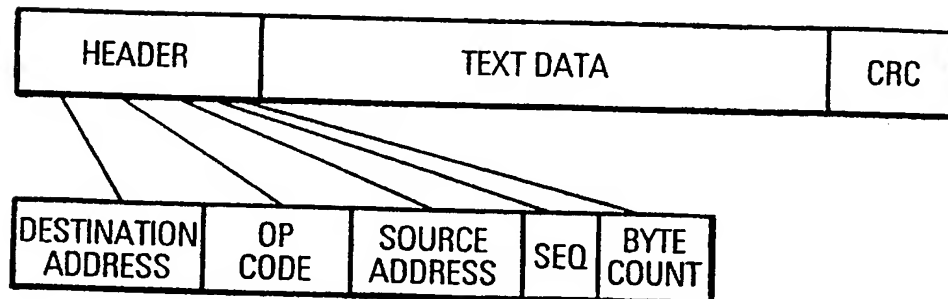 HEADER
TEXT DATA
CRC
DESTINATION
ADDRESS
OP
CODE
SOURCE
ADDRESS
SEQ
BYTE
COUNT